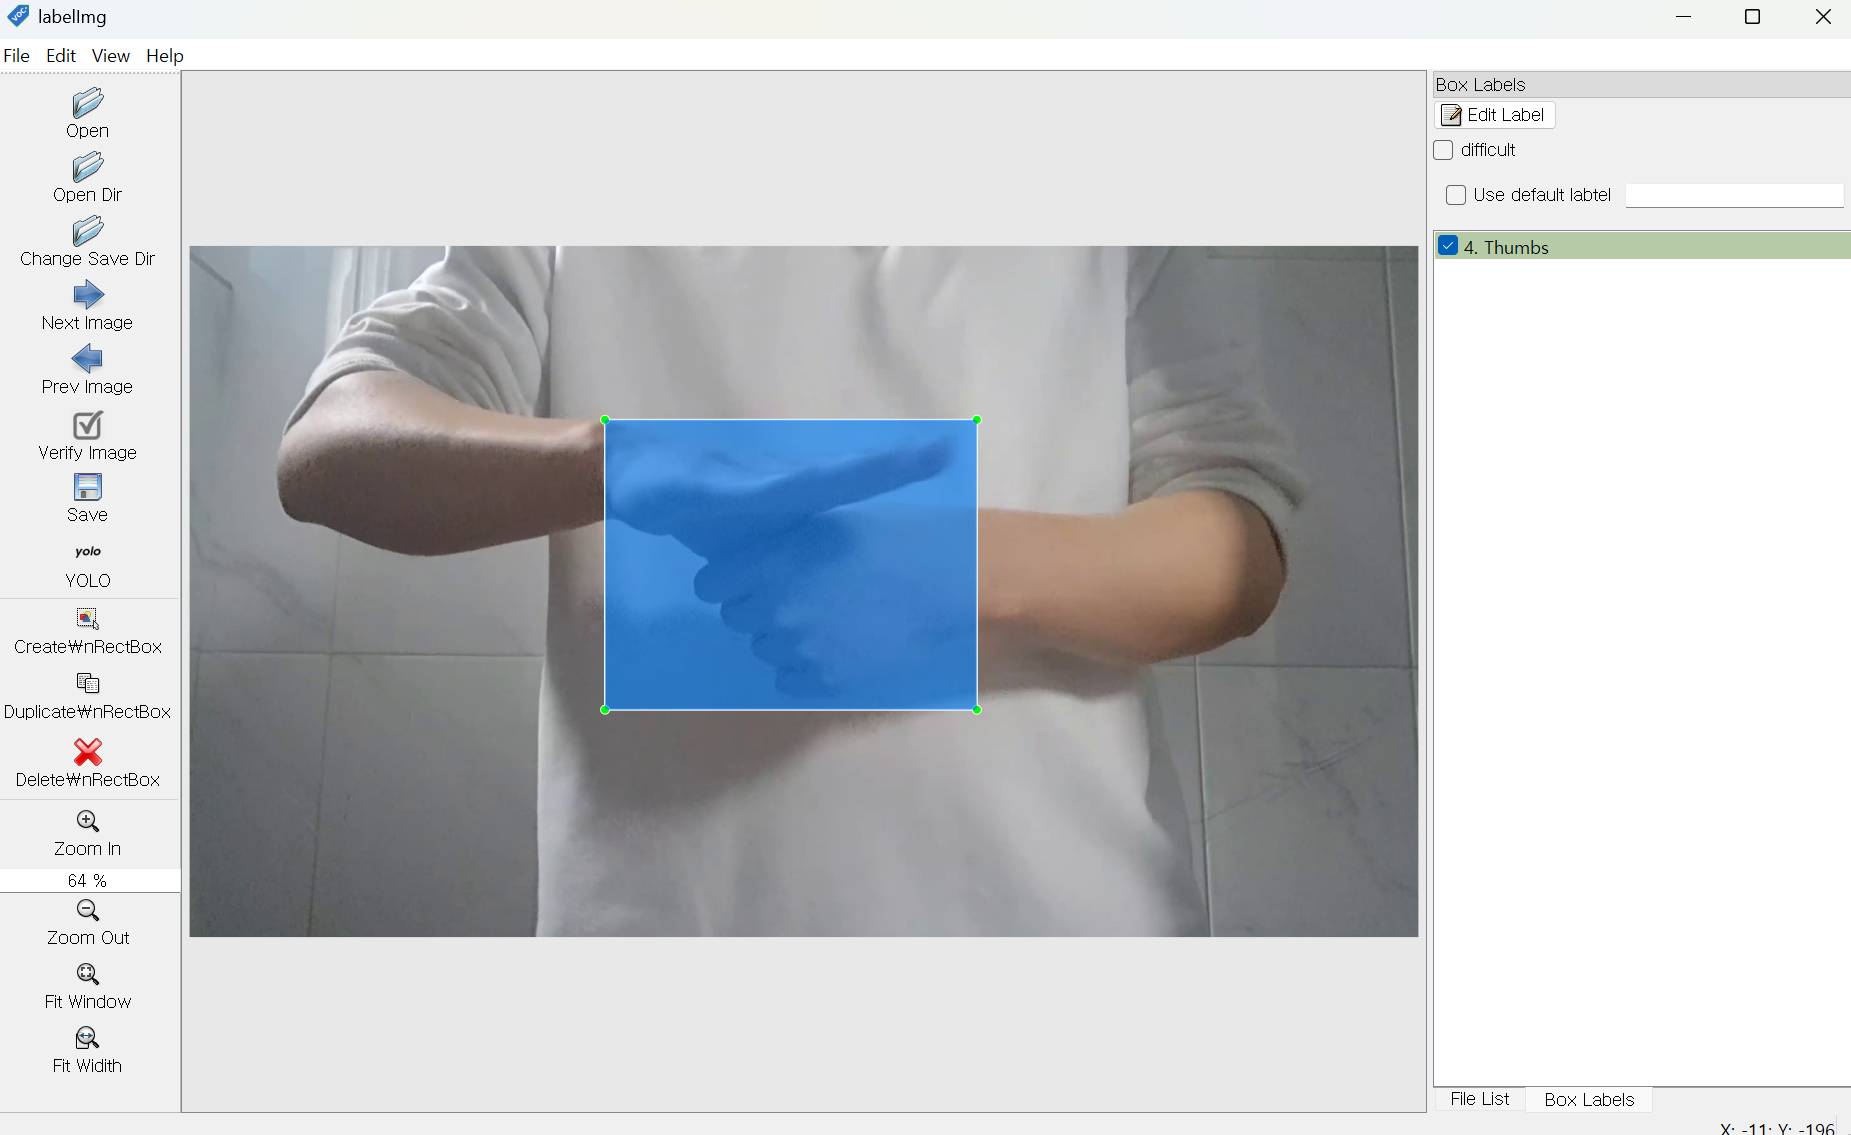 labelImg
File Edit View Help
Open
Open Dir
Change Save Dir
Next Image
Prev Image
Verify Image
Save
yolo
YOLO
Create₩nRectBox
Duplicate₩nRectBox
Delete₩nRectBox
Zoom In
64 %
Zoom Out
Fit Window
Fit Widith
Box Labels
Edit Label
difficult
Use default labtel
4. Thumbs
File List Box Labels
X: -11; Y: -196